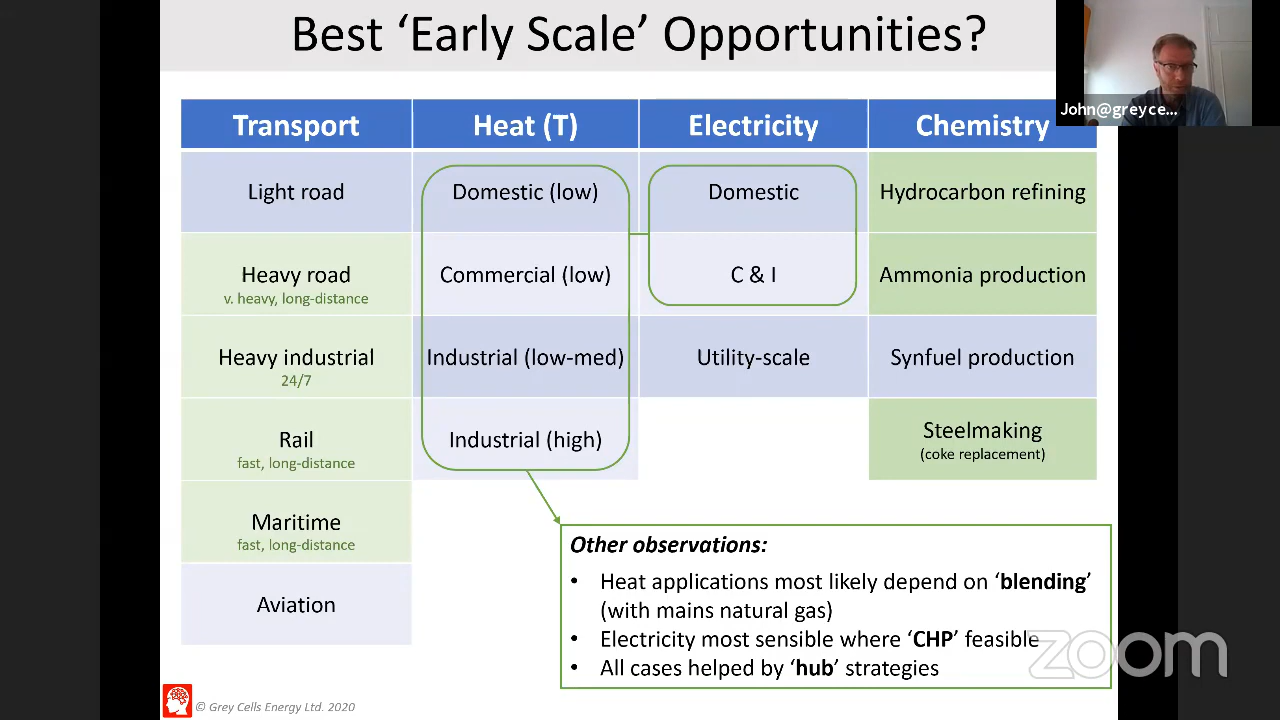 Best ‘Early Scale’ Opportunities?
John@greyce...
Transport Heat (T) Electricity Chemistry
Light road Domestic (low) Domestic Hydrocarbon refining
Heavy road Commercial (low) C & I Ammonia production
v. heavy, long-distance
Heavy industrial Industrial (low-med) Utility-scale Synfuel production
24/7
Rail Industrial (high) Steelmaking
fast, long-distance (coke replacement)
Maritime
fast, long-distance
Aviation
Other observations:
• Heat applications most likely depend on ‘blending’
(with mains natural gas)
• Electricity most sensible where ‘CHP’ feasible
• All cases helped by ‘hub’ strategies
zoom
© Grey Cells Energy Ltd. 2020